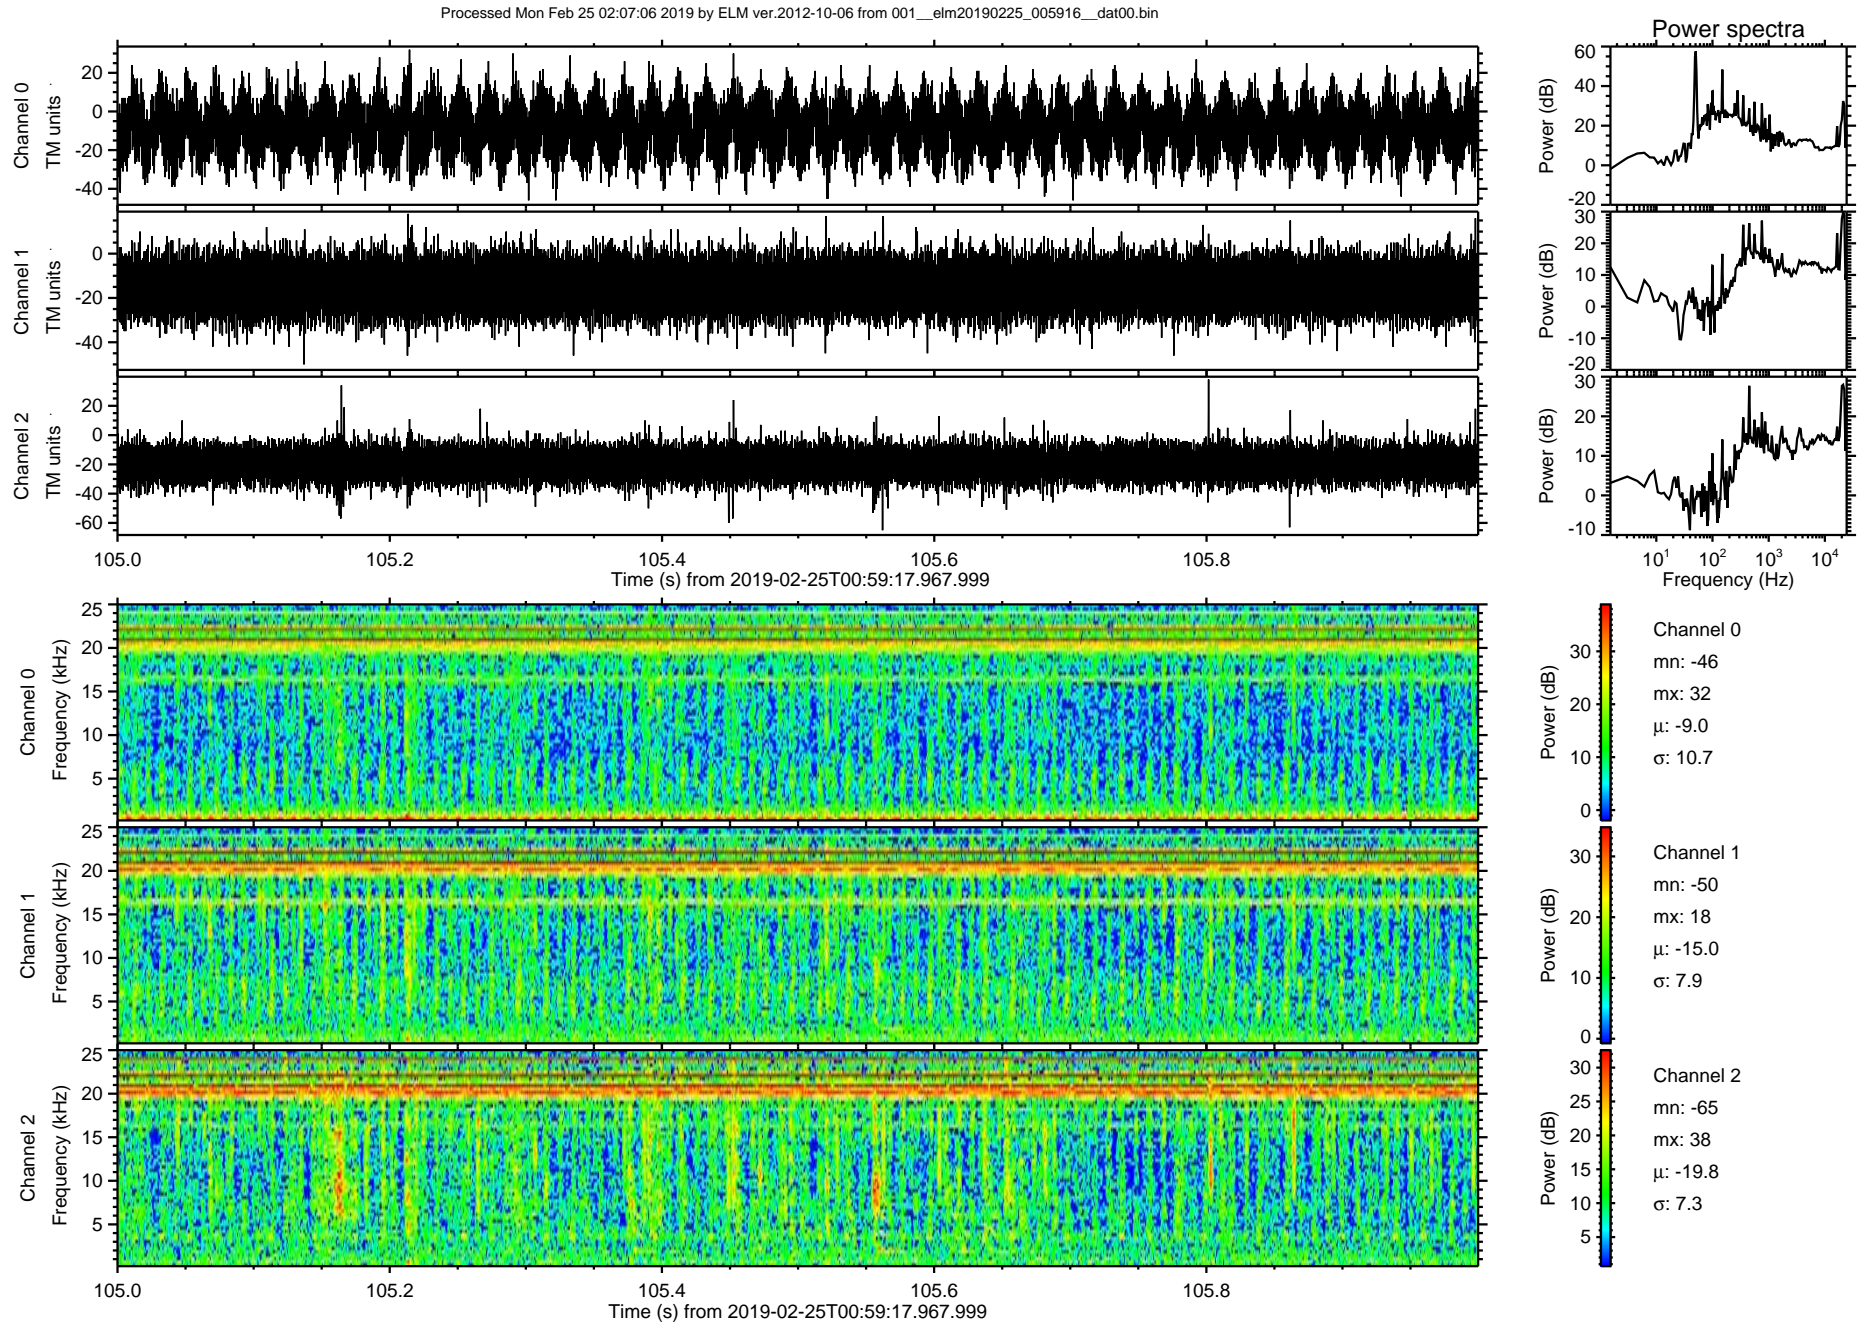 Processed Mon Feb 25 02:07:06 2019 by ELM ver.2012-10-06 from 001__elm20190225_005916__dat00.bin
Power spectra
Channel 0
TM units
20
0
-20
-40
Power (dB)
60
40
20
0
-20
Channel 1
TM units
0
-20
-40
Power (dB)
30
20
10
0
-10
-20
Channel 2
TM units
20
0
-20
-40
-60
Power (dB)
30
20
10
0
-10
105.0 105.2 105.4 105.6 105.8
Time (s) from 2019-02-25T00:59:17.967.999
10¹ 10² 10³ 10⁴
Frequency (Hz)
Channel 0
Frequency (kHz)
25
20
15
10
5
Power (dB)
30
20
10
0
Channel 0
mn: -46
mx: 32
μ: -9.0
σ: 10.7
Channel 1
Frequency (kHz)
25
20
15
10
5
Power (dB)
30
20
10
0
Channel 1
mn: -50
mx: 18
μ: -15.0
σ: 7.9
Channel 2
Frequency (kHz)
25
20
15
10
5
Power (dB)
30
25
20
15
10
5
Channel 2
mn: -65
mx: 38
μ: -19.8
σ: 7.3
105.0 105.2 105.4 105.6 105.8
Time (s) from 2019-02-25T00:59:17.967.999